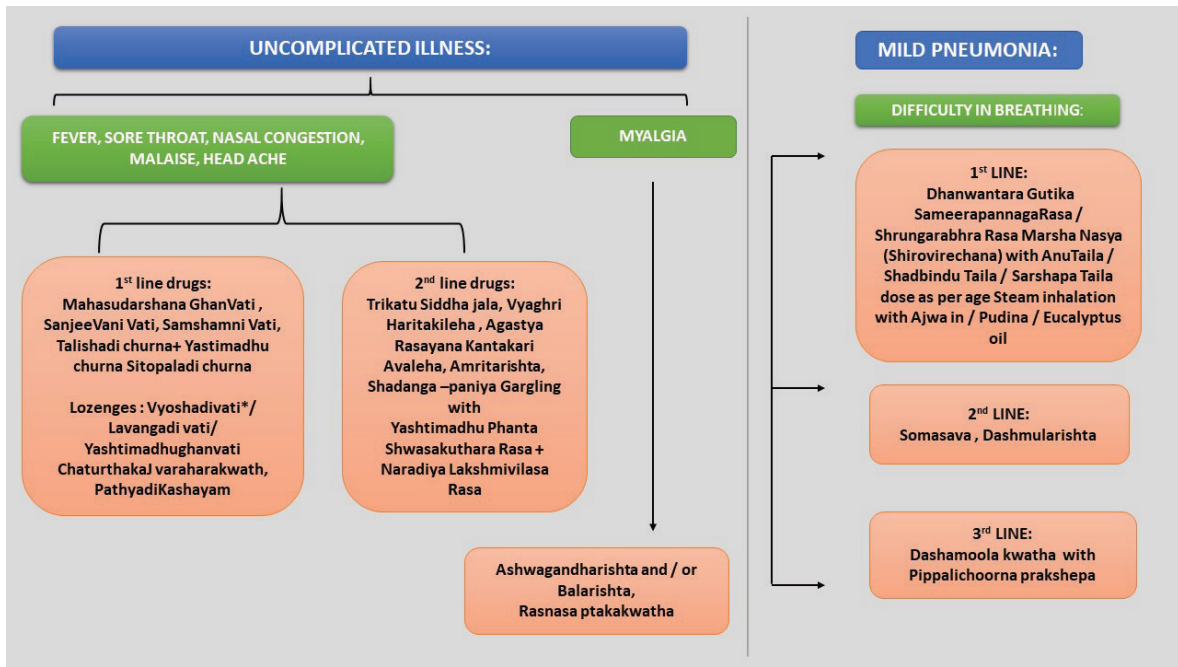 UNCOMPLICATED ILLNESS:
FEVER, SORE THROAT, NASAL CONGESTION,
MALAISE, HEAD ACHE
MYALGIA
1st line drugs:
Mahasudarshana GhanVati ,
SanjeeVani Vati, Samshamni Vati,
Talishadi churna+ Yastimadhu
churna Sitopaladi churna
Lozenges : Vyoshadivati*/
Lavangadi vati/
Yashtimadhughanvati
ChaturthakaJ varaharakwath,
PathyadiKashayam
2nd line drugs:
Trikatu Siddha jala, Vyaghri
Haritakileha , Agastya
Rasayana Kantakari
Avaleha, Amritarishta,
Shadanga –paniya Gargling
with
Yashtimadhu Phanta
Shwasakuthara Rasa +
Naradiya Lakshmivilasa
Rasa
Ashwagandharishta and / or
Balarishta,
Rasnasa ptakakwatha
MILD PNEUMONIA:
DIFFICULTY IN BREATHING:
1st LINE:
Dhanwantara Gutika
SameerapannagaRasa /
Shrungarabhra Rasa Marsha Nasya
(Shirovirechana) with AnuTaila /
Shadbindu Taila / Sarshapa Taila
dose as per age Steam inhalation
with Ajwa in / Pudina / Eucalyptus
oil
2nd LINE:
Somasava , Dashmularishta
3rd LINE:
Dashamoola kwatha with
Pippalichoorna prakshepa